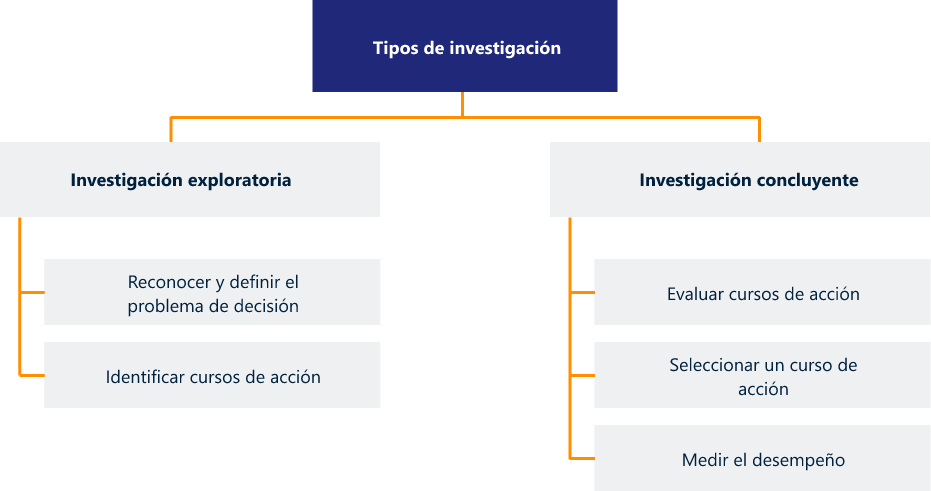 Tipos de investigación
Investigación exploratoria
Reconocer y definir el
problema de decisión
Identificar cursos de acción
Investigación concluyente
Evaluar cursos de acción
Seleccionar un curso de
acción
Medir el desempeño